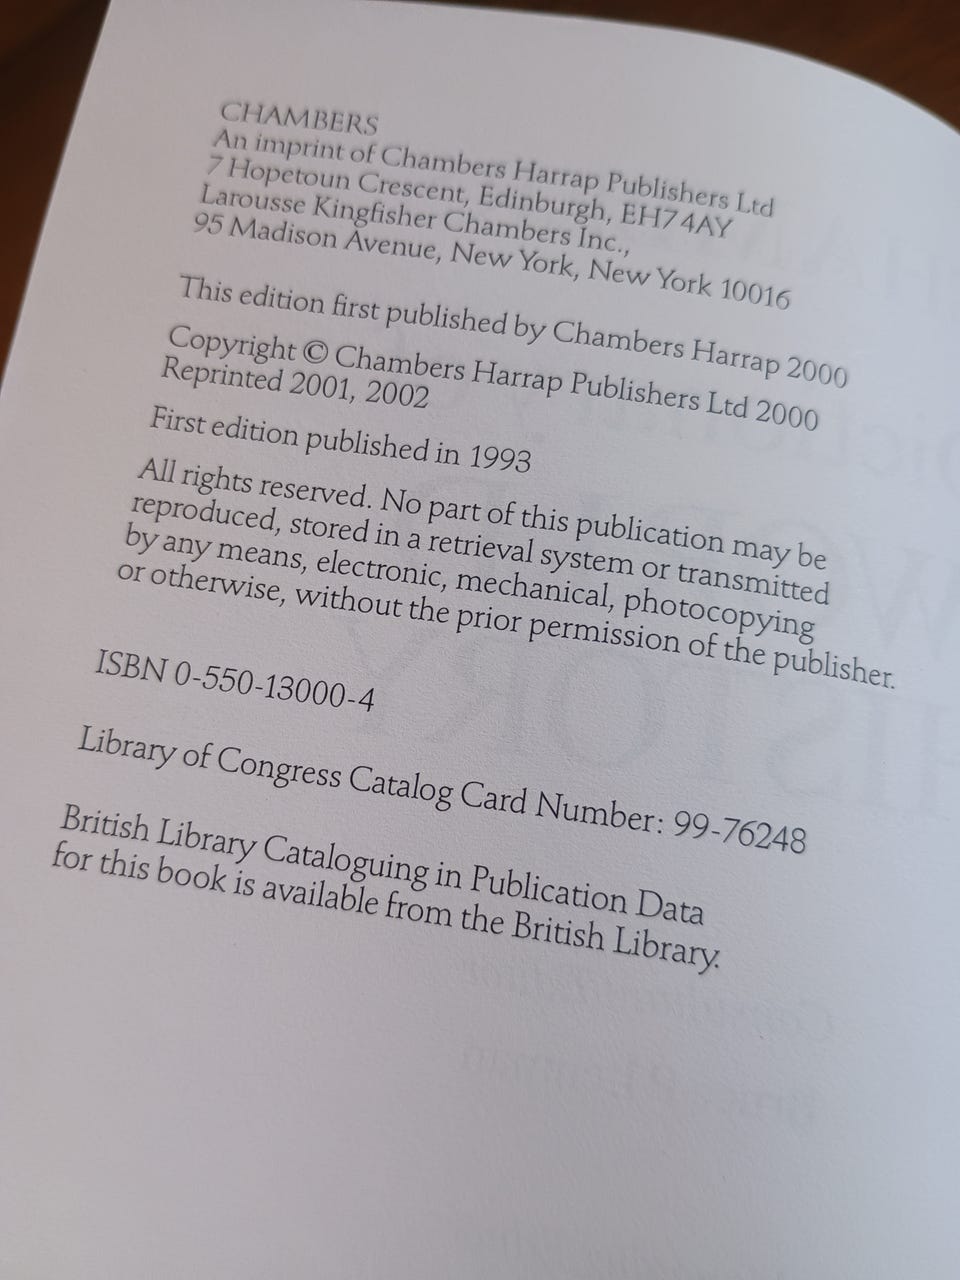 CHAMBERS
An imprint of Chambers Harrap Publishers Ltd
7 Hopetoun Crescent, Edinburgh, EH7 4AY
Larousse Kingfisher Chambers Inc.,
95 Madison Avenue, New York, New York 10016
This edition first published by Chambers Harrap 2000
Copyright © Chambers Harrap Publishers Ltd 2000
Reprinted 2001, 2002
First edition published in 1993
All rights reserved. No part of this publication may be
reproduced, stored in a retrieval system or transmitted
by any means, electronic, mechanical, photocopying
or otherwise, without the prior permission of the publisher.
ISBN 0-550-13000-4
Library of Congress Catalog Card Number: 99-76248
British Library Cataloguing in Publication Data
for this book is available from the British Library.